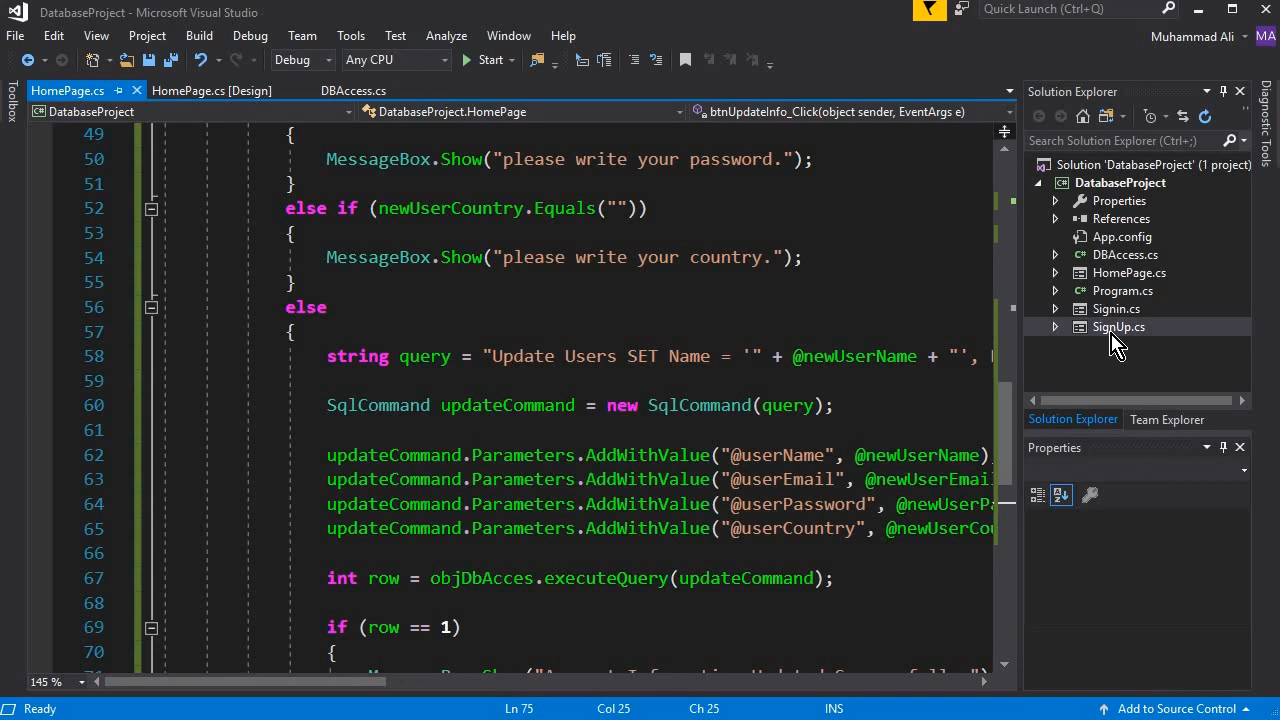 DatabaseProject - Microsoft Visual Studio
Quick Launch (Ctrl+Q)
File Edit View Project Build Debug Team Tools Test Analyze Window Help
Muhammad Ali MA
Debug Any CPU Start
Toolbox
HomePage.cs HomePage.cs [Design] DBAccess.cs
DatabaseProject DatabaseProject.HomePage btnUpdateInfo_Click(object sender, EventArgs e)
49 {
50 MessageBox.Show("please write your password.");
51 }
52 else if (newUserCountry.Equals(""))
53 {
54 MessageBox.Show("please write your country.");
55 }
56 else
57 {
58 string query = "Update Users SET Name = '" + @newUserName + "',
59
60 SqlCommand updateCommand = new SqlCommand(query);
61
62 updateCommand.Parameters.AddWithValue("@userName", @newUserName)
63 updateCommand.Parameters.AddWithValue("@userEmail", @newUserEmai
64 updateCommand.Parameters.AddWithValue("@userPassword", @newUserPa
65 updateCommand.Parameters.AddWithValue("@userCountry", @newUserCou
66
67 int row = objDbAcces.executeQuery(updateCommand);
68
69 if (row == 1)
70 {
145 %
Solution Explorer
Search Solution Explorer (Ctrl+;)
Solution 'DatabaseProject' (1 project)
DatabaseProject
Properties
References
App.config
DBAccess.cs
HomePage.cs
Program.cs
Signin.cs
SignUp.cs
Solution Explorer Team Explorer
Properties
Diagnostic Tools
Ready Ln 75 Col 25 Ch 25 INS Add to Source Control